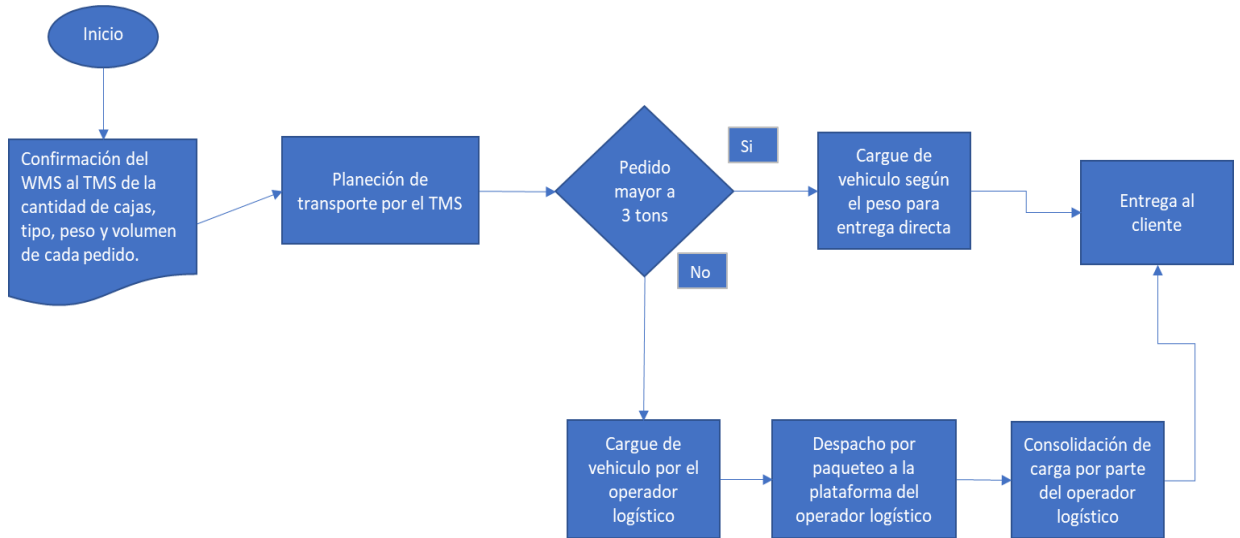 Inicio
Confirmación del
WMS al TMS de la
cantidad de cajas,
tipo, peso y volumen
de cada pedido.
Planeción de
transporte por el TMS
Pedido
mayor a
3 tons
Si
Cargue de
vehiculo según
el peso para
entrega directa
Entrega al
cliente
No
Cargue de
vehiculo por el
operador
logístico
Despacho por
paqueteo a la
plataforma del
operador logístico
Consolidación de
carga por parte
del operador
logístico